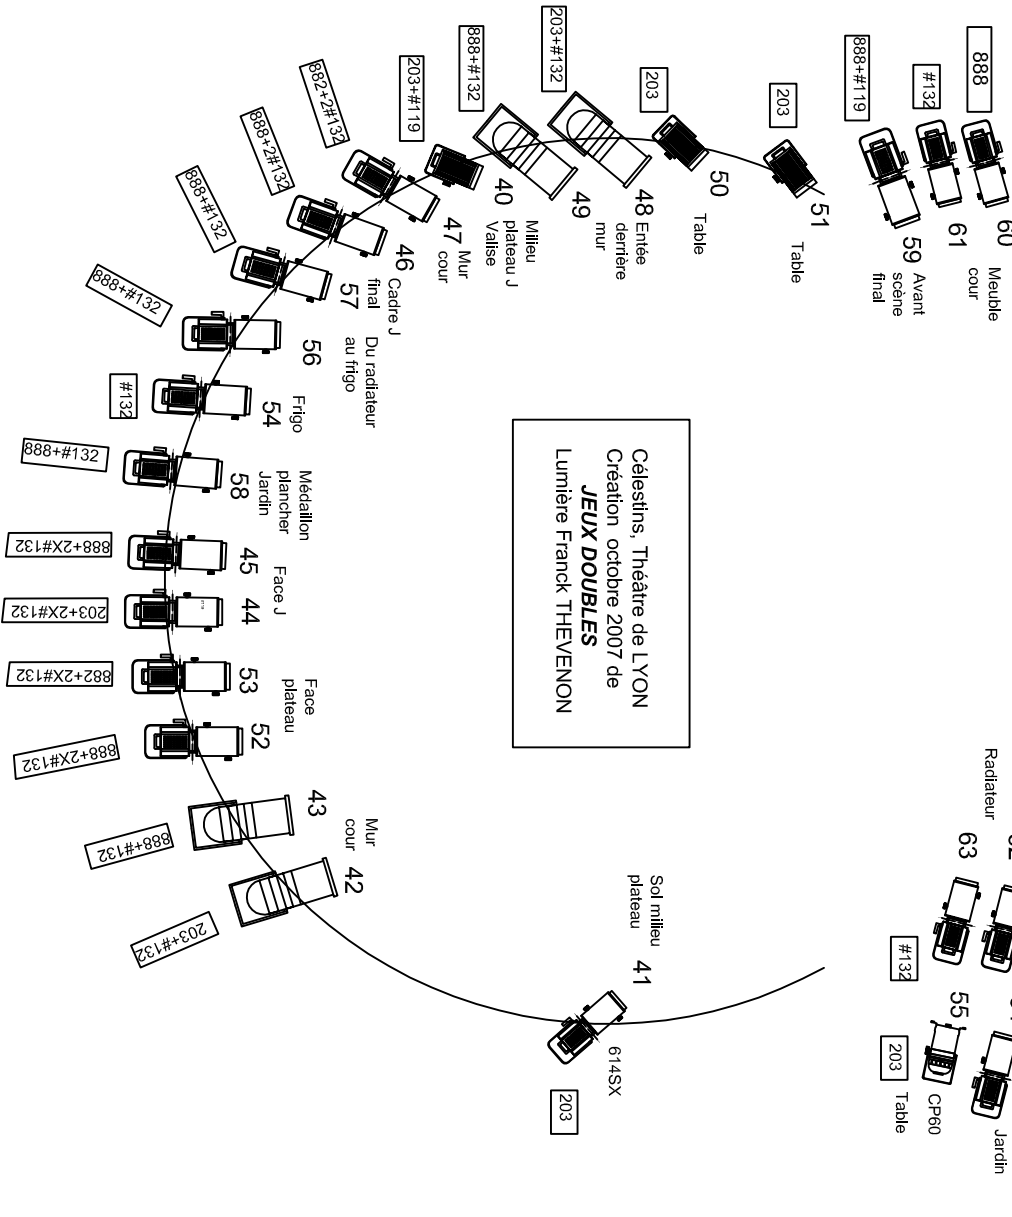 Célestins, Théâtre de LYON
Création octobre 2007 de
JEUX DOUBLES
Lumière Franck THEVENON
888
60
Meuble
cour
#132
61
888+#119
59
Avant
scène
final
203
51
Table
203
50
Table
203+#132
48
Entée
derrière
mur
49
888+#132
40
Milieu
plateau J
Valise
203+#119
47
Mur
cour
882+2#132
46
Cadre J
final
888+2#132
57
888+#132
56
Du radiateur
au frigo
888+#132
54
Frigo
#132
58
Médaillon
plancher
Jardin
888+#132
45
888+2X#132
Face J
44
203+2X#132
53
882+2X#132
Face
plateau
52
888+2X#132
43
888+#132
Mur
cour
42
203+#132
41
Sol milieu
plateau
614SX
203
Radiateur
63
#132
55
CP60
203
Table
Jardin